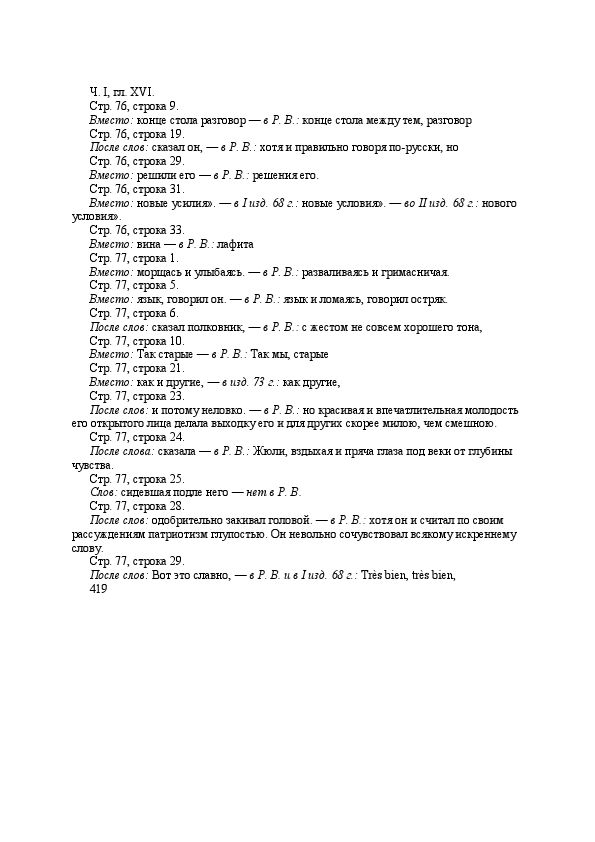 Ч. I, гл. XVI.
Стр. 76, строка 9.
Вместо: конце стола разговор — в Р. В.: конце стола между тем, разговор
Стр. 76, строка 19.
После слов: сказал он, — в Р. В.: хотя и правильно говоря по-русски, но
Стр. 76, строка 29.
Вместо: решили его — в Р. В.: решения его.
Стр. 76, строка 31.
Вместо: новые усилия». — в I изд. 68 г.: новые условия». — во II изд. 68 г.: нового
условия».
Стр. 76, строка 33.
Вместо: вина — в Р. В.: лафита
Стр. 77, строка 1.
Вместо: морщась и улыбаясь. — в Р. В.: разваливаясь и гримасничая.
Стр. 77, строка 5.
Вместо: язык, говорил он. — в Р. В.: язык и ломаясь, говорил остряк.
Стр. 77, строка 6.
После слов: сказал полковник, — в Р. В.: с жестом не совсем хорошего тона,
Стр. 77, строка 10.
Вместо: Так старые — в Р. В.: Так мы, старые
Стр. 77, строка 21.
Вместо: как и другие, — в изд. 73 г.: как другие,
Стр. 77, строка 23.
После слов: и потому неловко. — в Р. В.: но красивая и впечатлительная молодость
его открытого лица делала выходку его и для других скорее милою, чем смешною.
Стр. 77, строка 24.
После слова: сказала — в Р. В.: Жюли, вздыхая и пряча глаза под веки от глубины
чувства.
Стр. 77, строка 25.
Слов: сидевшая подле него — нет в Р. В.
Стр. 77, строка 28.
После слов: одобрительно закивал головой. — в Р. В.: хотя он и считал по своим
рассуждениям патриотизм глупостью. Он невольно сочувствовал всякому искреннему
слову.
Стр. 77, строка 29.
После слов: Вот это славно, — в Р. В. и в I изд. 68 г.: Très bien, très bien,
419